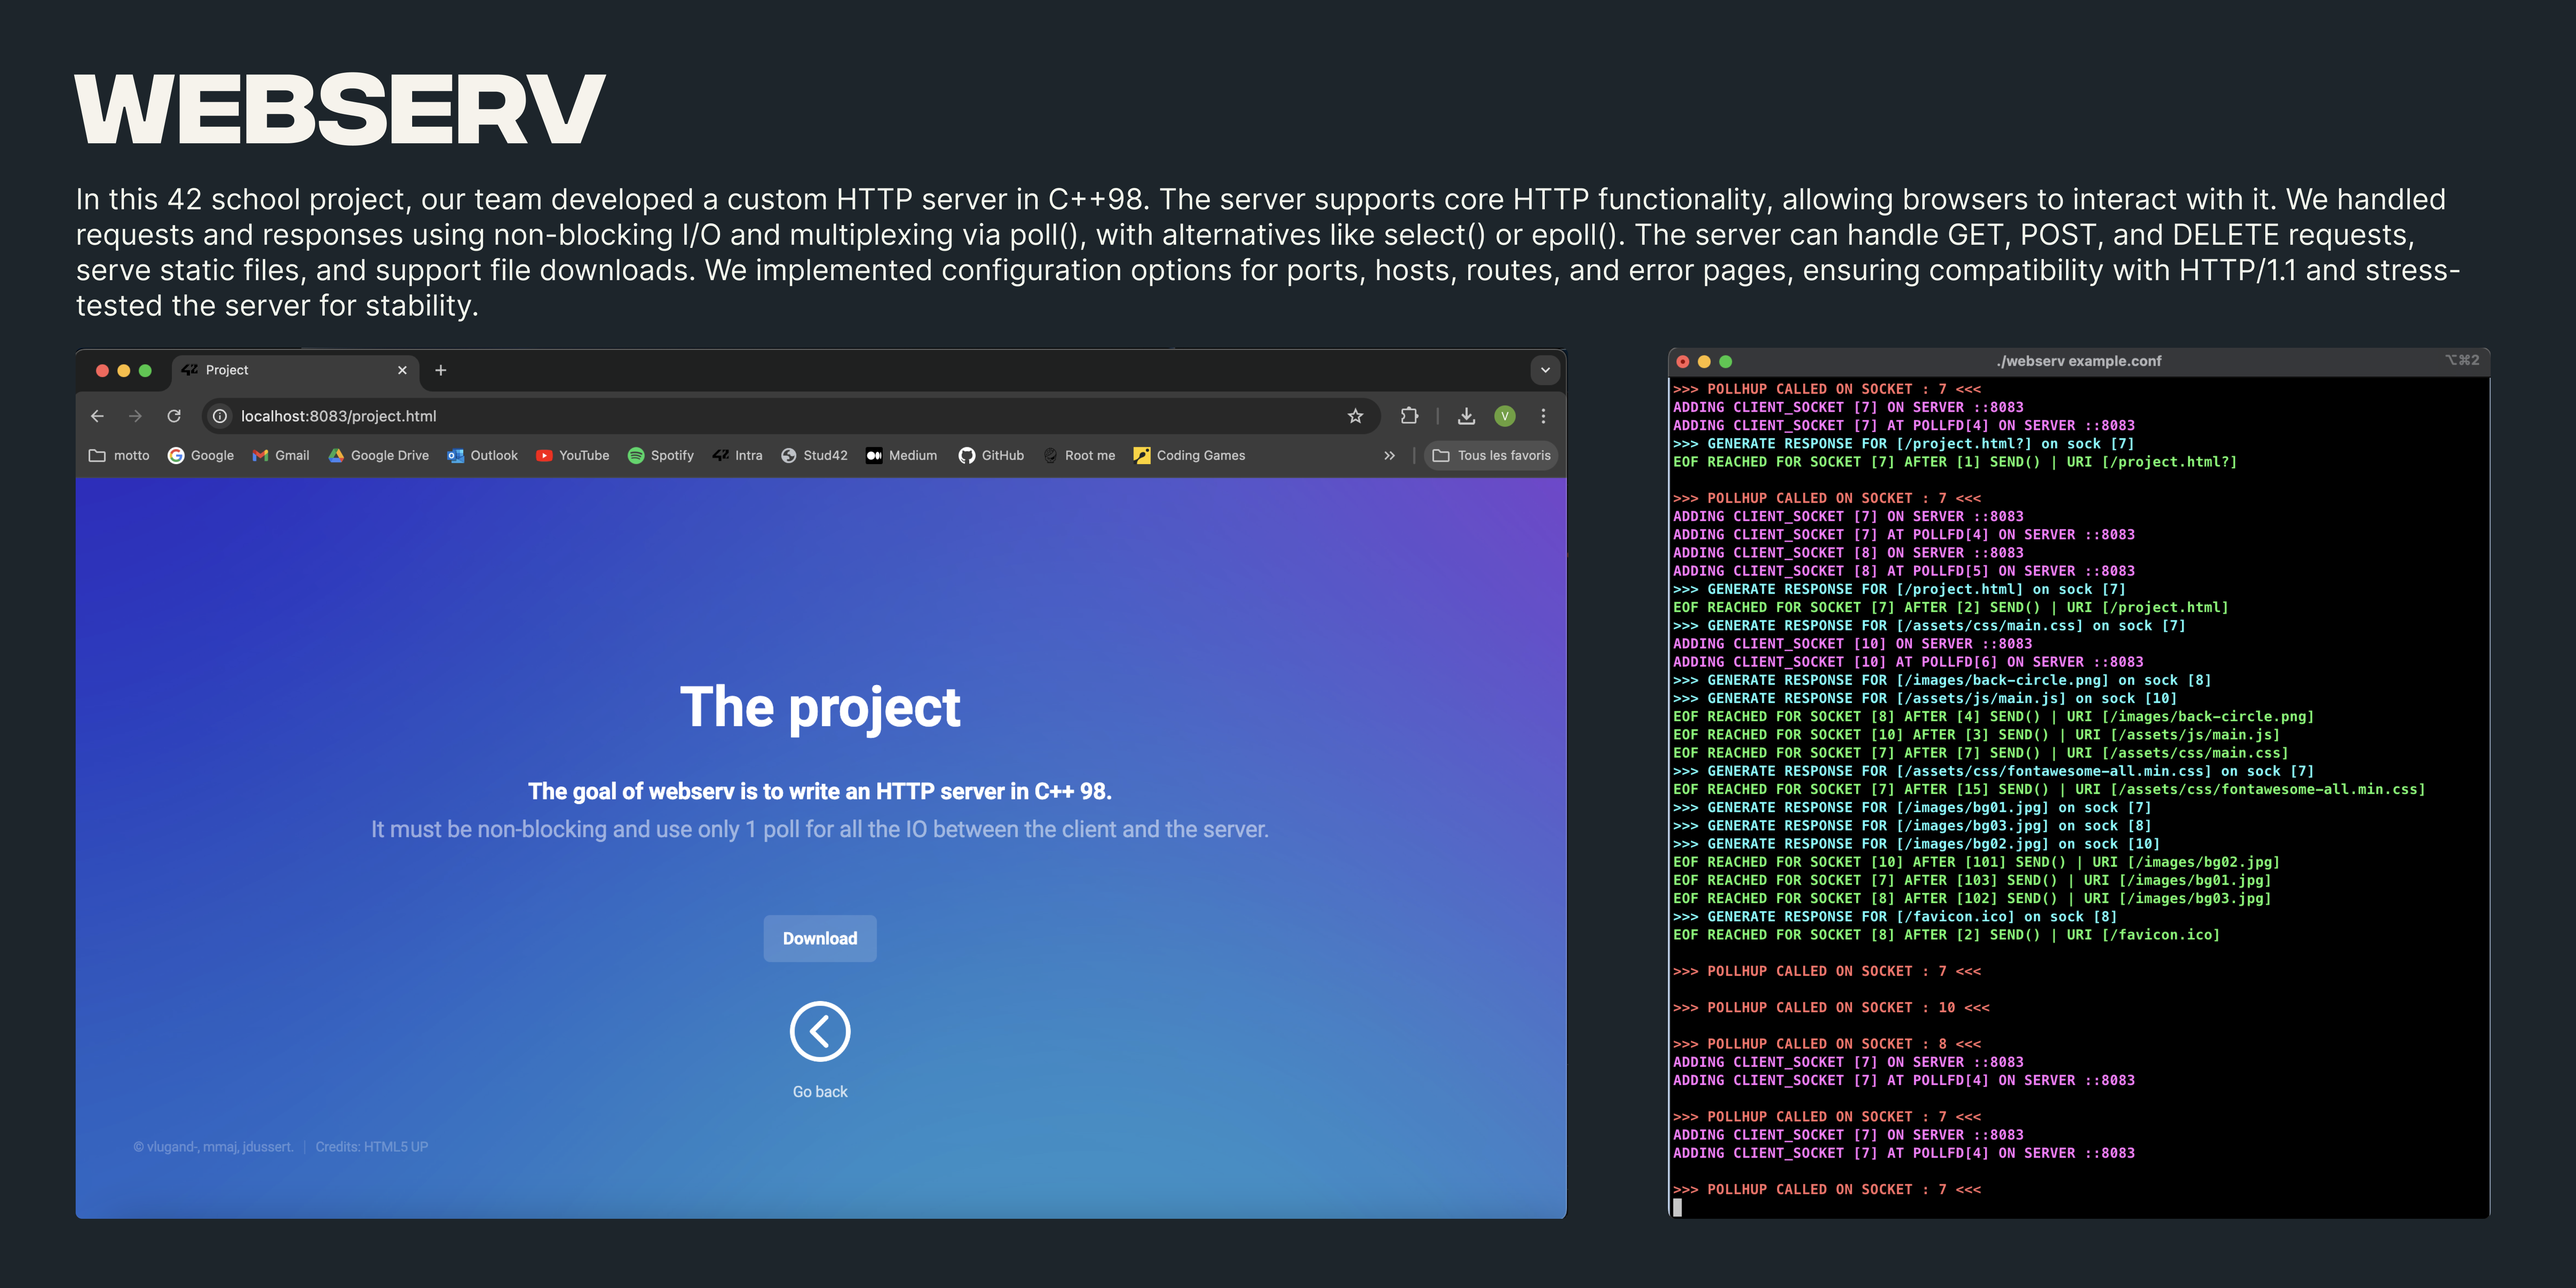 WEBSERV
In this 42 school project, our team developed a custom HTTP server in C++98. The server supports core HTTP functionality, allowing browsers to interact with it. We handled
requests and responses using non-blocking I/O and multiplexing via poll(), with alternatives like select() or epoll(). The server can handle GET, POST, and DELETE requests,
serve static files, and support file downloads. We implemented configuration options for ports, hosts, routes, and error pages, ensuring compatibility with HTTP/1.1 and stress-
tested the server for stability.
42 Project
localhost:8083/project.html
V
motto Google Gmail Google Drive Outlook YouTube Spotify 42 Intra Stud42 Medium GitHub Root me Coding Games » Tous les favoris
The project
The goal of webserv is to write an HTTP server in C++ 98.
It must be non-blocking and use only 1 poll for all the IO between the client and the server.
Download
Go back
© vlugand-, mmaj, jdussert. | Credits: HTML5 UP
./webserv example.conf ⌥⌘2
>>> POLLHUP CALLED ON SOCKET : 7 <<<
ADDING CLIENT_SOCKET [7] ON SERVER ::8083
ADDING CLIENT_SOCKET [7] AT POLLFD[4] ON SERVER ::8083
>>> GENERATE RESPONSE FOR [/project.html?] on sock [7]
EOF REACHED FOR SOCKET [7] AFTER [1] SEND() | URI [/project.html?]
>>> POLLHUP CALLED ON SOCKET : 7 <<<
ADDING CLIENT_SOCKET [7] ON SERVER ::8083
ADDING CLIENT_SOCKET [7] AT POLLFD[4] ON SERVER ::8083
ADDING CLIENT_SOCKET [8] ON SERVER ::8083
ADDING CLIENT_SOCKET [8] AT POLLFD[5] ON SERVER ::8083
>>> GENERATE RESPONSE FOR [/project.html] on sock [7]
EOF REACHED FOR SOCKET [7] AFTER [2] SEND() | URI [/project.html]
>>> GENERATE RESPONSE FOR [/assets/css/main.css] on sock [7]
ADDING CLIENT_SOCKET [10] ON SERVER ::8083
ADDING CLIENT_SOCKET [10] AT POLLFD[6] ON SERVER ::8083
>>> GENERATE RESPONSE FOR [/images/back-circle.png] on sock [8]
>>> GENERATE RESPONSE FOR [/assets/js/main.js] on sock [10]
EOF REACHED FOR SOCKET [8] AFTER [4] SEND() | URI [/images/back-circle.png]
EOF REACHED FOR SOCKET [10] AFTER [3] SEND() | URI [/assets/js/main.js]
EOF REACHED FOR SOCKET [7] AFTER [7] SEND() | URI [/assets/css/main.css]
>>> GENERATE RESPONSE FOR [/assets/css/fontawesome-all.min.css] on sock [7]
EOF REACHED FOR SOCKET [7] AFTER [15] SEND() | URI [/assets/css/fontawesome-all.min.css]
>>> GENERATE RESPONSE FOR [/images/bg01.jpg] on sock [7]
>>> GENERATE RESPONSE FOR [/images/bg03.jpg] on sock [8]
>>> GENERATE RESPONSE FOR [/images/bg02.jpg] on sock [10]
EOF REACHED FOR SOCKET [10] AFTER [101] SEND() | URI [/images/bg02.jpg]
EOF REACHED FOR SOCKET [7] AFTER [103] SEND() | URI [/images/bg01.jpg]
EOF REACHED FOR SOCKET [8] AFTER [102] SEND() | URI [/images/bg03.jpg]
>>> GENERATE RESPONSE FOR [/favicon.ico] on sock [8]
EOF REACHED FOR SOCKET [8] AFTER [2] SEND() | URI [/favicon.ico]
>>> POLLHUP CALLED ON SOCKET : 7 <<<
>>> POLLHUP CALLED ON SOCKET : 10 <<<
>>> POLLHUP CALLED ON SOCKET : 8 <<<
ADDING CLIENT_SOCKET [7] ON SERVER ::8083
ADDING CLIENT_SOCKET [7] AT POLLFD[4] ON SERVER ::8083
>>> POLLHUP CALLED ON SOCKET : 7 <<<
ADDING CLIENT_SOCKET [7] ON SERVER ::8083
ADDING CLIENT_SOCKET [7] AT POLLFD[4] ON SERVER ::8083
>>> POLLHUP CALLED ON SOCKET : 7 <<<